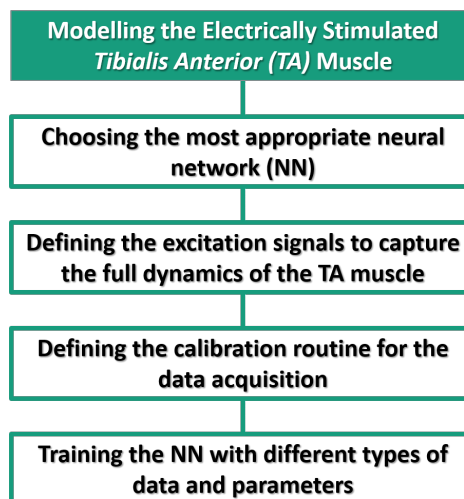 Modelling the Electrically Stimulated
Tibialis Anterior (TA) Muscle
Choosing the most appropriate neural
network (NN)
Defining the excitation signals to capture
the full dynamics of the TA muscle
Defining the calibration routine for the
data acquisition
Training the NN with different types of
data and parameters